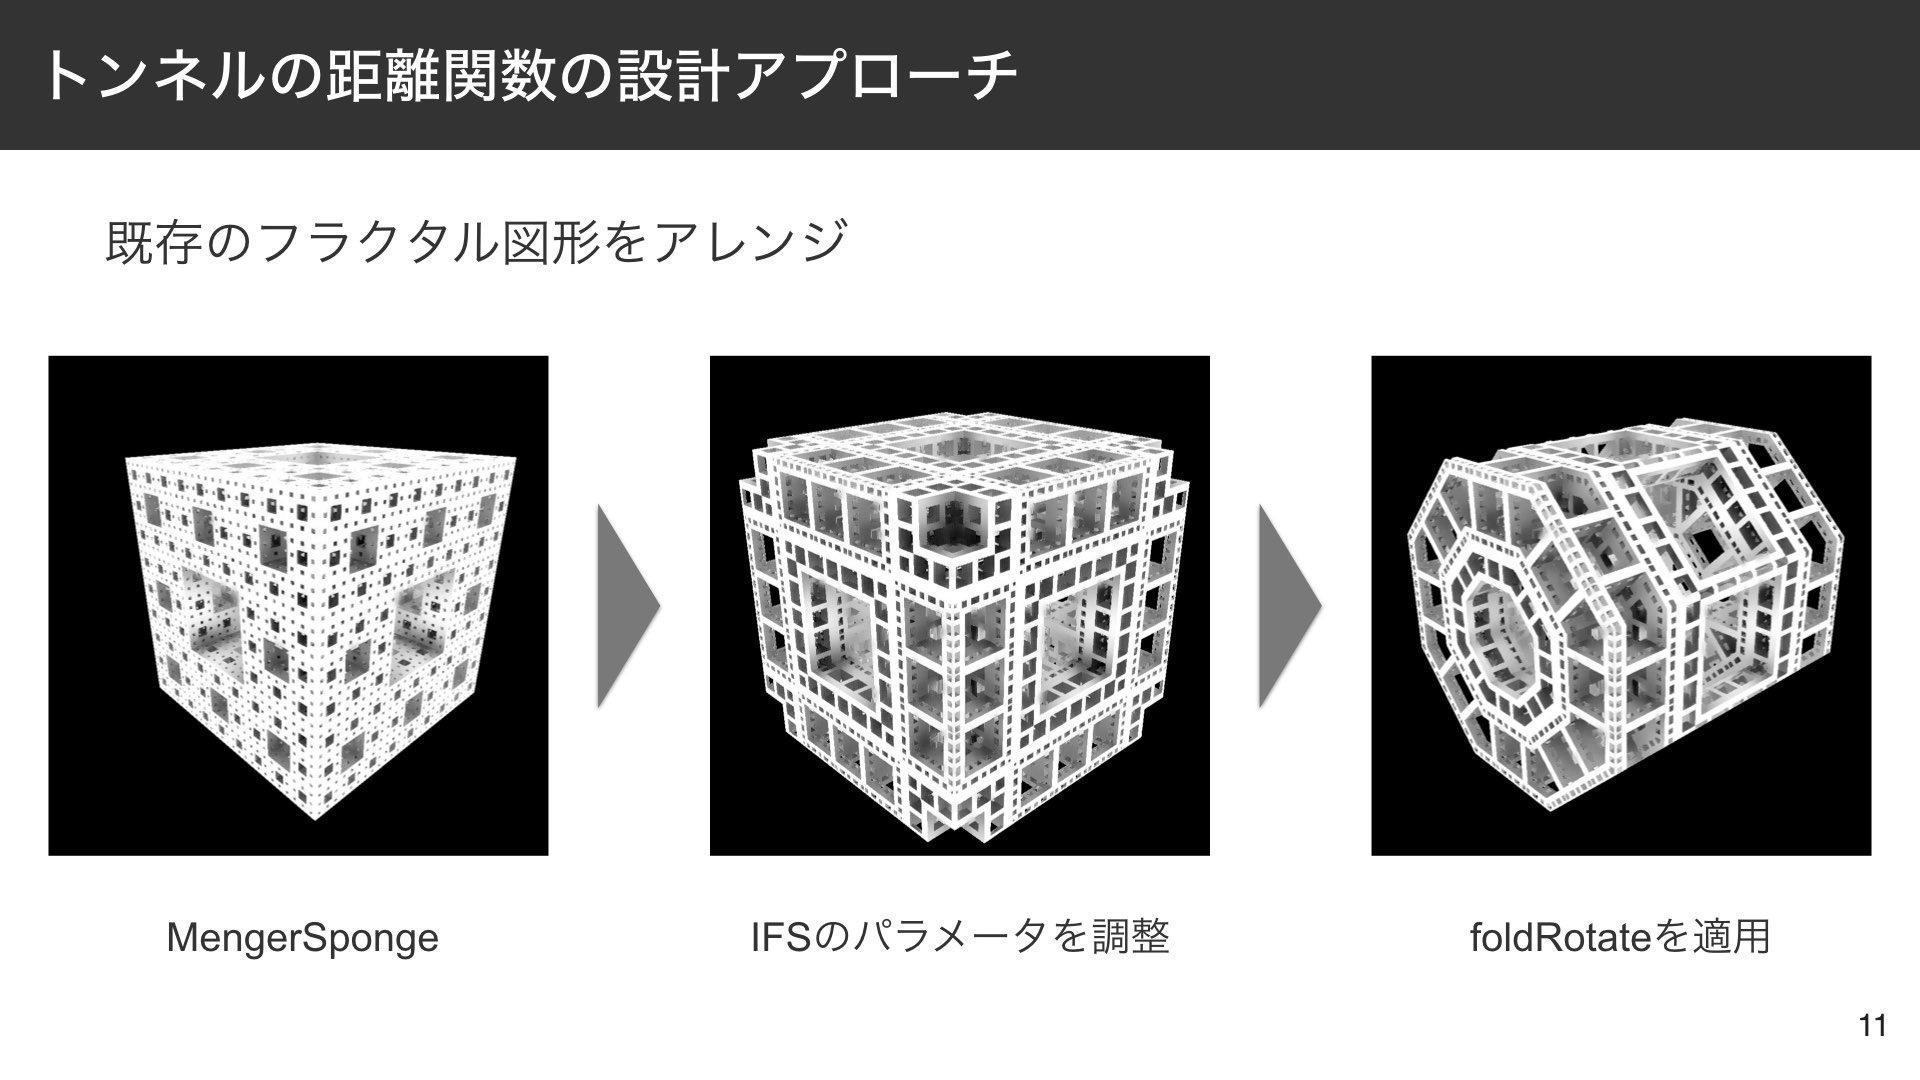 トンネルの距離関数の設計アプローチ
既存のフラクタル図形をアレンジ
MengerSponge
IFSのパラメータを調整
foldRotateを適用
11